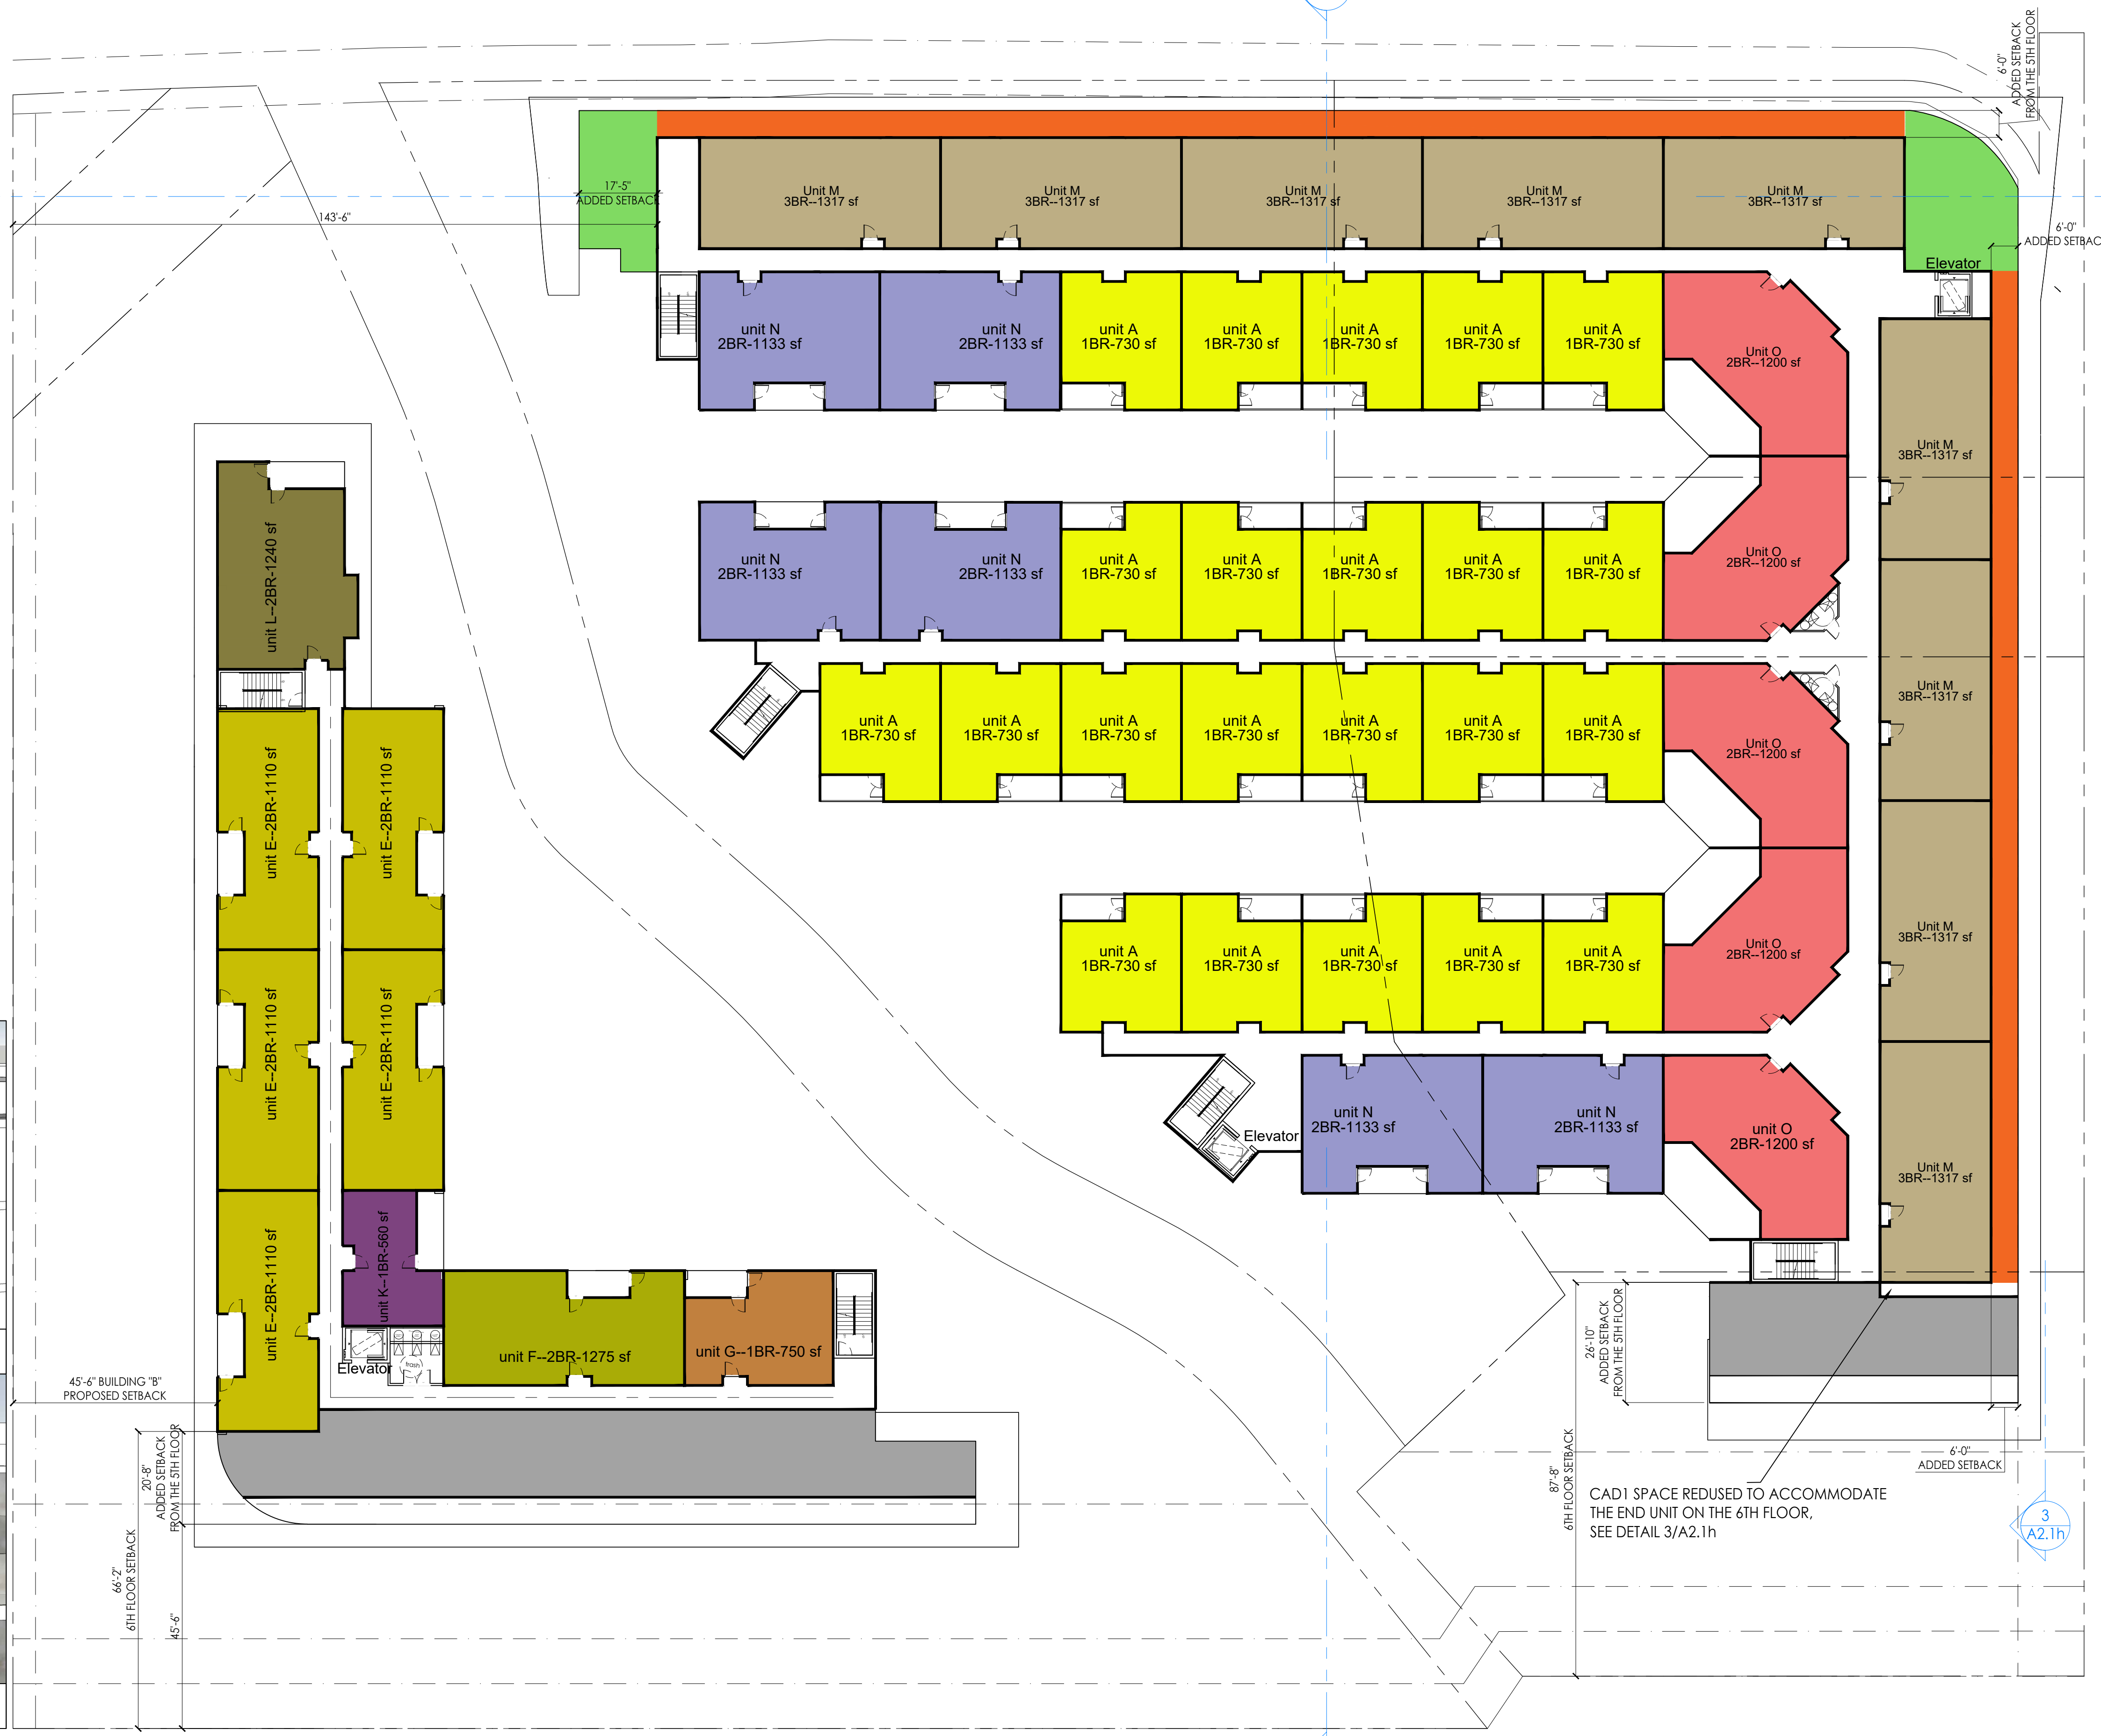 6'-0"
ADDED SETBACK
FROM THE 5TH FLOOR
17'-5"
ADDED SETBACK
143'-6"
Unit M
3BR--1317 sf
Unit M
3BR--1317 sf
Unit M
3BR--1317 sf
Unit M
3BR--1317 sf
Unit M
3BR--1317 sf
6'-0"
ADDED SETBAC
Elevator
unit N
2BR-1133 sf
unit N
2BR-1133 sf
unit A
1BR-730 sf
unit A
1BR-730 sf
unit A
1BR-730 sf
unit A
1BR-730 sf
unit A
1BR-730 sf
Unit O
2BR--1200 sf
Unit M
3BR--1317 sf
unit L--2BR-1240 sf
unit N
2BR-1133 sf
unit N
2BR-1133 sf
unit A
1BR-730 sf
unit A
1BR-730 sf
unit A
1BR-730 sf
unit A
1BR-730 sf
unit A
1BR-730 sf
Unit O
2BR--1200 sf
Unit M
3BR--1317 sf
unit A
1BR-730 sf
unit A
1BR-730 sf
unit A
1BR-730 sf
unit A
1BR-730 sf
unit A
1BR-730 sf
unit A
1BR-730 sf
unit A
1BR-730 sf
Unit O
2BR--1200 sf
unit E--2BR-1110 sf
unit E--2BR-1110 sf
unit A
1BR-730 sf
unit A
1BR-730 sf
unit A
1BR-730 sf
unit A
1BR-730 sf
unit A
1BR-730 sf
Unit O
2BR--1200 sf
Unit M
3BR--1317 sf
unit E--2BR-1110 sf
unit E--2BR-1110 sf
Elevator
unit N
2BR-1133 sf
unit N
2BR-1133 sf
unit O
2BR-1200 sf
Unit M
3BR--1317 sf
unit E--2BR-1110 sf
unit K--1BR-560 sf
Elevator
trash
unit F--2BR-1275 sf
unit G--1BR-750 sf
45'-6" BUILDING "B"
PROPOSED SETBACK
26'-10"
ADDED SETBACK
FROM THE 5TH FLOOR
87'-8"
6TH FLOOR SETBACK
6'-0"
ADDED SETBACK
20'-8"
ADDED SETBACK
FROM THE 5TH FLOOR
66'-2"
6TH FLOOR SETBACK
45'-6"
CAD1 SPACE REDUSED TO ACCOMMODATE
THE END UNIT ON THE 6TH FLOOR,
SEE DETAIL 3/A2.1h
3
A2.1h